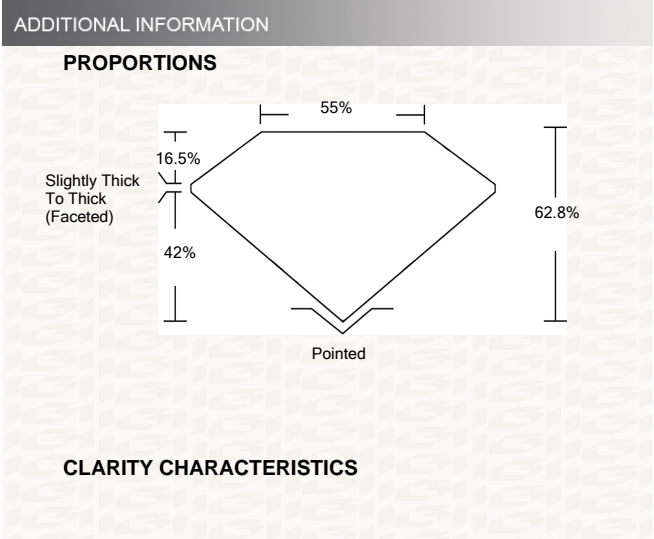 ADDITIONAL INFORMATION
PROPORTIONS
55%
16.5%
Slightly Thick
To Thick
(Faceted)
62.8%
42%
Pointed
CLARITY CHARACTERISTICS